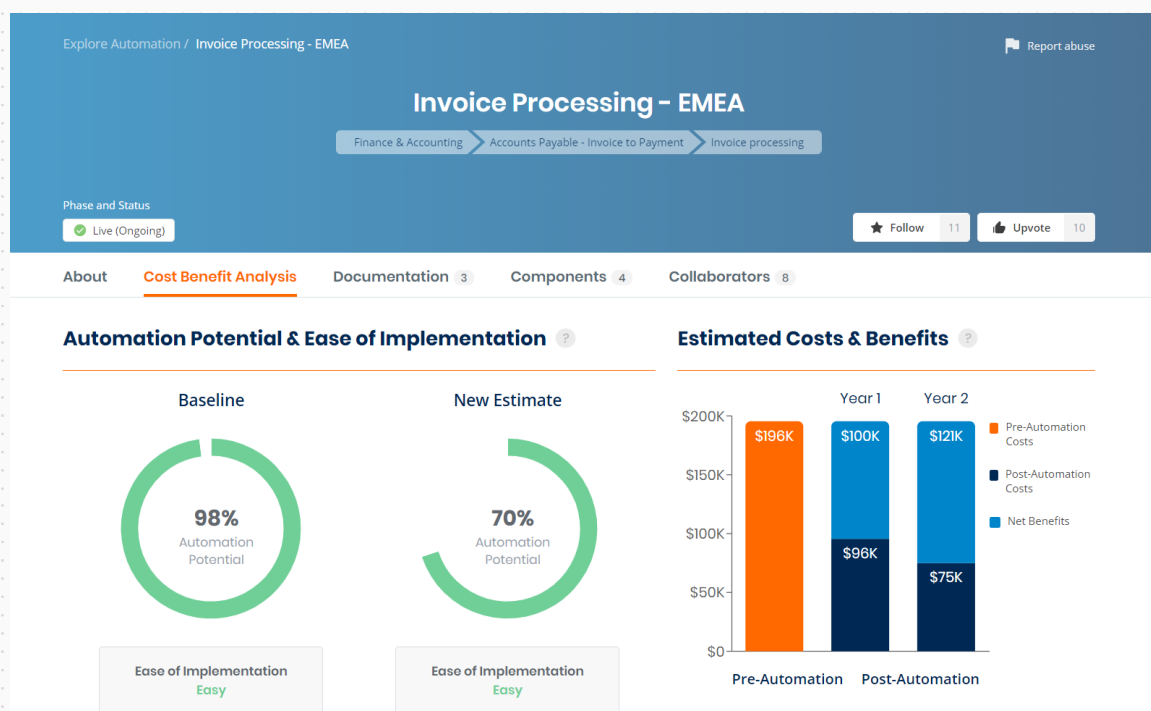 Explore Automation / Invoice Processing - EMEA
Report abuse
Invoice Processing - EMEA
Finance & Accounting
Accounts Payable - Invoice to Payment
Invoice processing
Phase and Status
Live (Ongoing)
Follow 11
Upvote 10
About
Cost Benefit Analysis
Documentation 3
Components 4
Collaborators 8
Automation Potential & Ease of Implementation ?
Baseline
98%
Automation
Potential
Ease of Implementation
Easy
New Estimate
70%
Automation
Potential
Ease of Implementation
Easy
Estimated Costs & Benefits ?
Year 1
Year 2
$200K
$150K
$100K
$50K
$0
$196K
$100K
$96K
$121K
$75K
Pre-Automation
Post-Automation
Pre-Automation
Costs
Post-Automation
Costs
Net Benefits